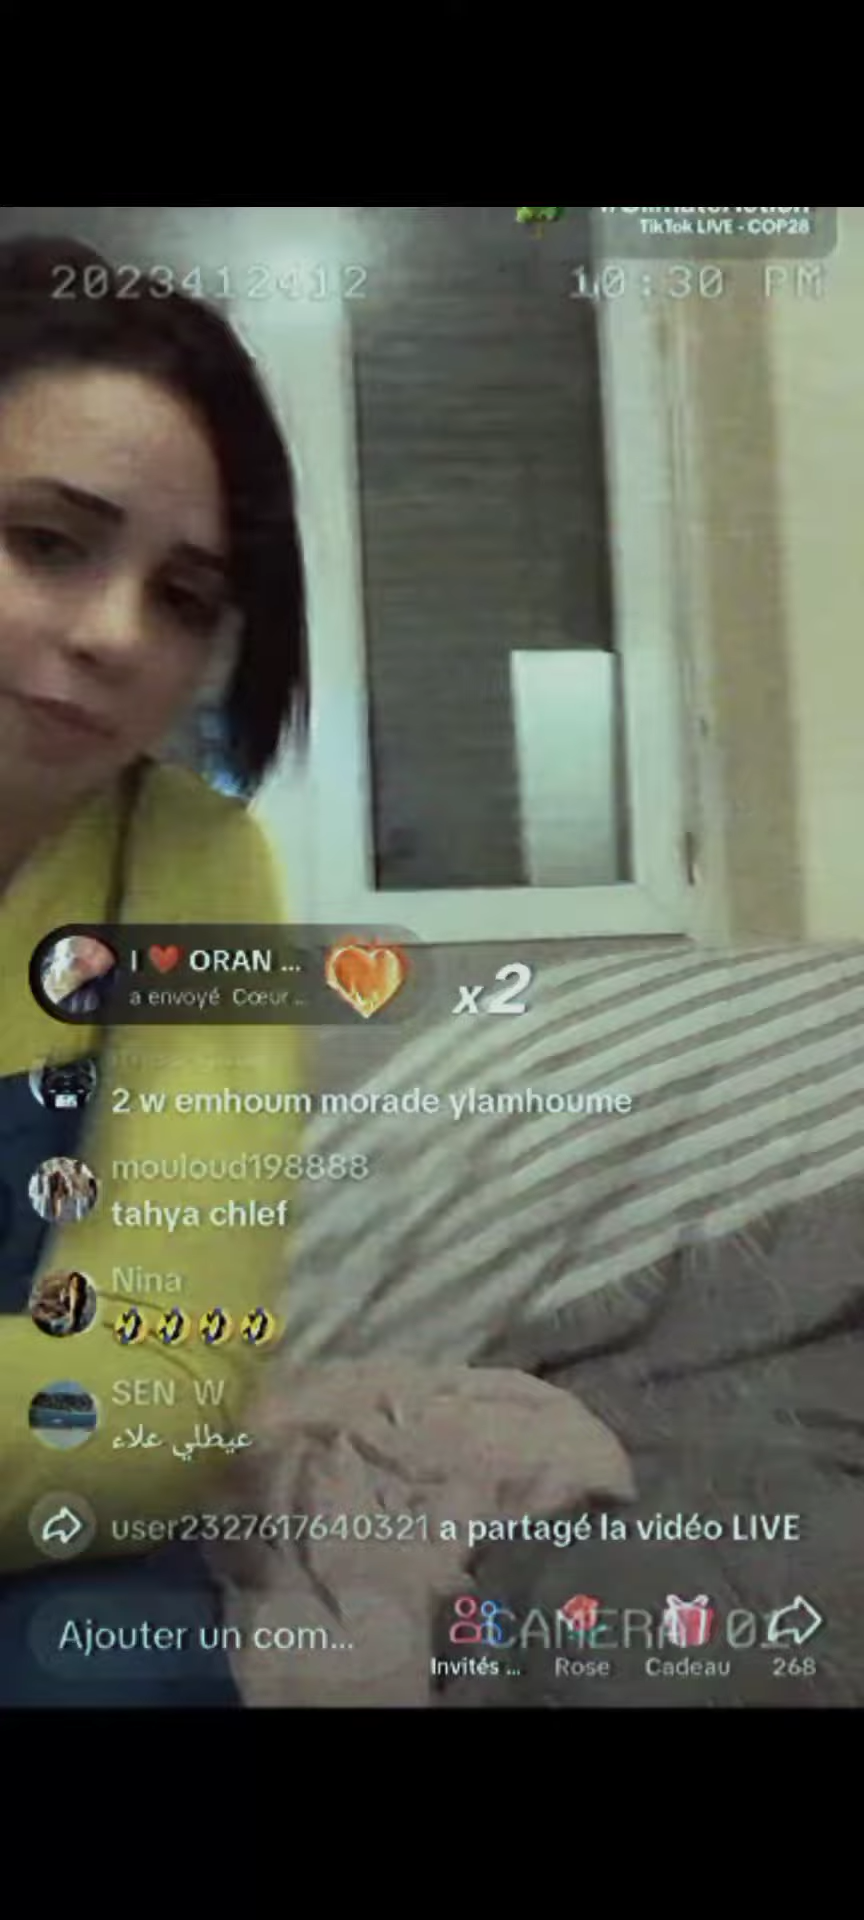 TikTok LIVE - COP28
2023412412
10:30 PM
I ❤️ ORAN ...
a envoyé Cœur ...
x2
2 w emhoum morade ylamhoume
mouloud198888
tahya chlef
Nina
🤣🤣🤣🤣
SEN W
عيطلي علاء
user2327617640321 a partagé la vidéo LIVE
Ajouter un com...
CAMERA 01
Invités ...
Rose
Cadeau
268